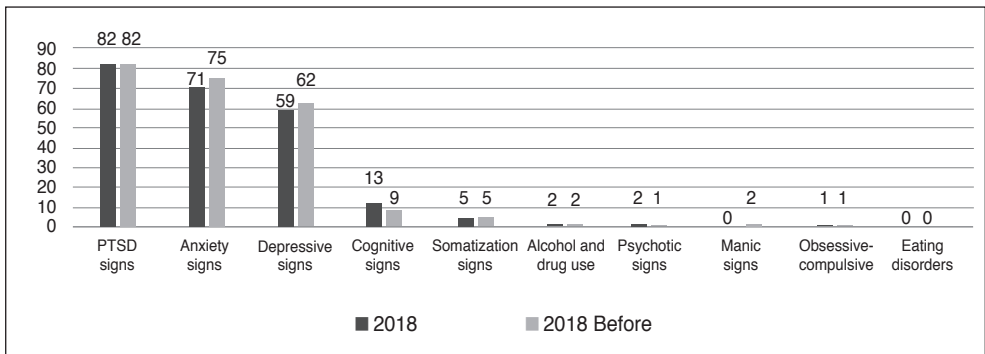 82 82
75
71
62
59
13
9
5 5
2 2
2 1
2
0
1 1
0 0
90
80
70
60
50
40
30
20
10
0
PTSD
signs
Anxiety
signs
Depressive
signs
Cognitive
signs
Somatization
signs
Alcohol and
drug use
Psychotic
signs
Manic
signs
Obsessive-
compulsive
Eating
disorders
2018
2018 Before